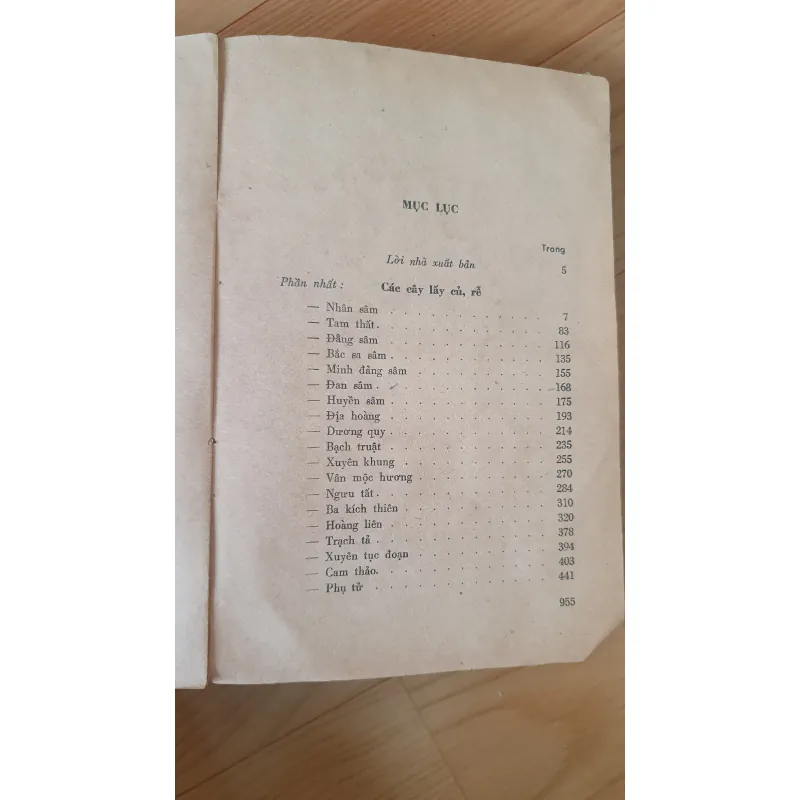 MỤC LỤC
Trang
Lời nhà xuất bản 5
Phần nhất : Các cây lấy củ, rễ
— Nhân sâm . . . . . . . . . . . . 7
— Tam thất . . . . . . . . . . . . 83
— Đẳng sâm . . . . . . . . . . . . 116
— Bắc sa sâm . . . . . . . . . . . . 135
— Minh đảng sâm . . . . . . . . . . 155
— Đan sâm . . . . . . . . . . . . 168
— Huyền sâm . . . . . . . . . . . . 175
— Địa hoàng . . . . . . . . . . . . 193
— Dương quy . . . . . . . . . . . . 214
— Bạch truật . . . . . . . . . . . . 235
— Xuyên khung . . . . . . . . . . . 255
— Vân mộc hương . . . . . . . . . . 270
— Ngưu tất . . . . . . . . . . . . 284
— Ba kích thiên . . . . . . . . . . . 310
— Hoàng liên . . . . . . . . . . . . 320
— Trạch tả . . . . . . . . . . . . 378
— Xuyên tục đoạn . . . . . . . . . . 394
— Cam thảo . . . . . . . . . . . . 403
— Phụ tử . . . . . . . . . . . . 441
955